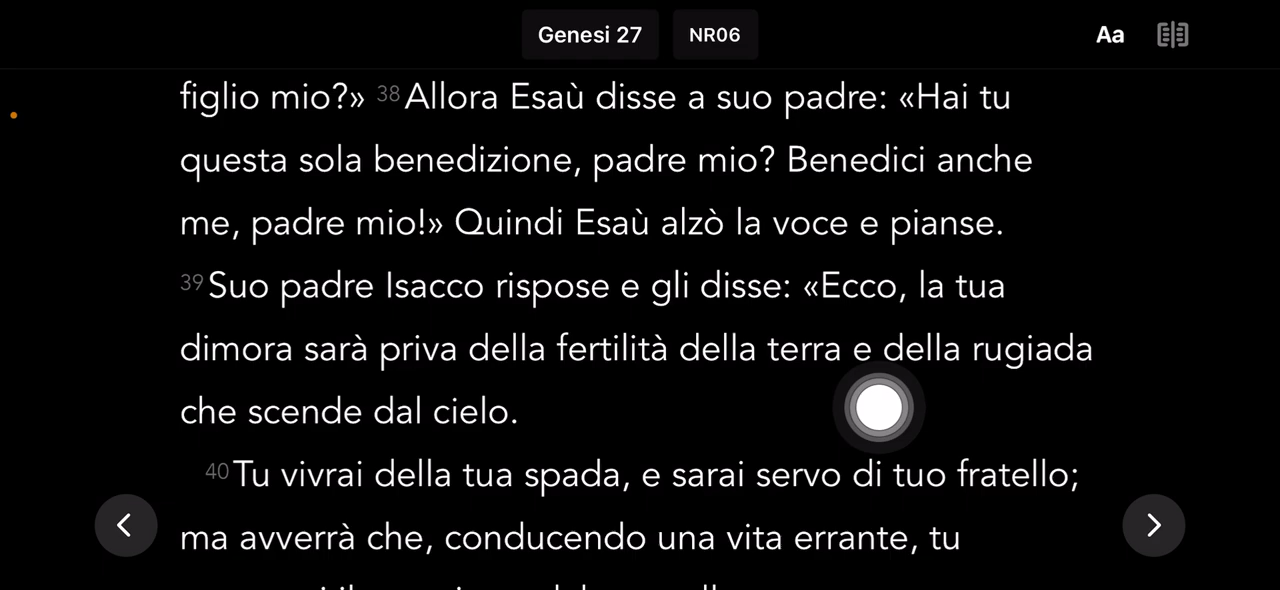 Genesi 27 NR06 Aa
figlio mio?» 38 Allora Esaù disse a suo padre: «Hai tu
questa sola benedizione, padre mio? Benedici anche
me, padre mio!» Quindi Esaù alzò la voce e pianse.
39 Suo padre Isacco rispose e gli disse: «Ecco, la tua
dimora sarà priva della fertilità della terra e della rugiada
che scende dal cielo.
40 Tu vivrai della tua spada, e sarai servo di tuo fratello;
ma avverrà che, conducendo una vita errante, tu